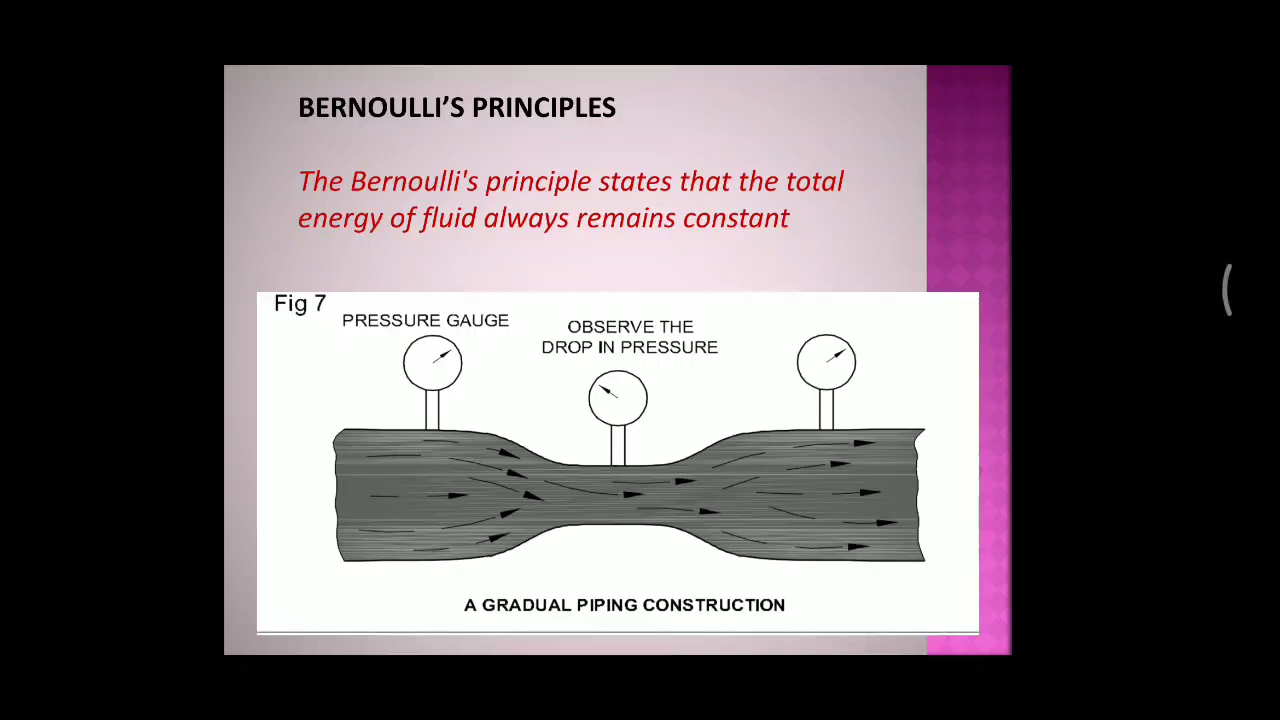 BERNOULLI’S PRINCIPLES
The Bernoulli's principle states that the total
energy of fluid always remains constant
Fig 7
PRESSURE GAUGE
OBSERVE THE
DROP IN PRESSURE
A GRADUAL PIPING CONSTRUCTION